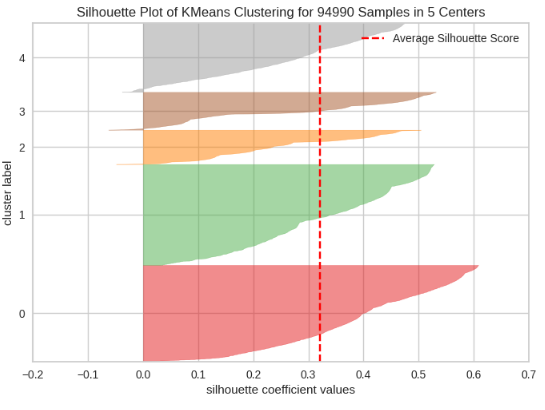 Silhouette Plot of KMeans Clustering for 94990 Samples in 5 Centers
Average Silhouette Score
4
3
2
1
0
cluster label
−0.2 −0.1 0.0 0.1 0.2 0.3 0.4 0.5 0.6 0.7
silhouette coefficient values